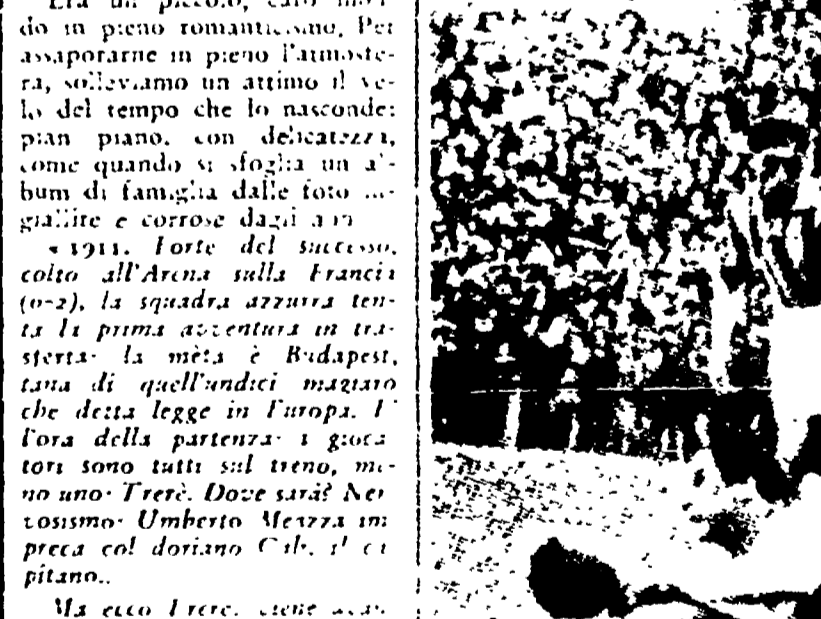 Era un piccolo, caro mon-
do in pieno romanticismo. Per
assaporarne in pieno l'atmosfe-
ra, solleviamo un attimo il ve-
lo del tempo che lo nasconde:
pian piano, con delicatezza,
come quando si sfoglia un al-
bum di famiglia dalle foto in-
giallite e corrose dagli anni
« 1911. Forte del successo,
colto all'Arena sulla Francia
(0-2), la squadra azzurra ten-
ta la prima avventura in tra-
sferta: la mèta è Budapest,
tana di quell'undici magiaro
che detta legge in Europa. E'
l'ora della partenza: i gioca
tori sono tutti sul treno, me-
no uno: Trerè. Dove sarà? Ner
vosismo: Umberto Meazza im
preca col doriano Calì, il ca
pitano..
Ma ecco Trerè, viene